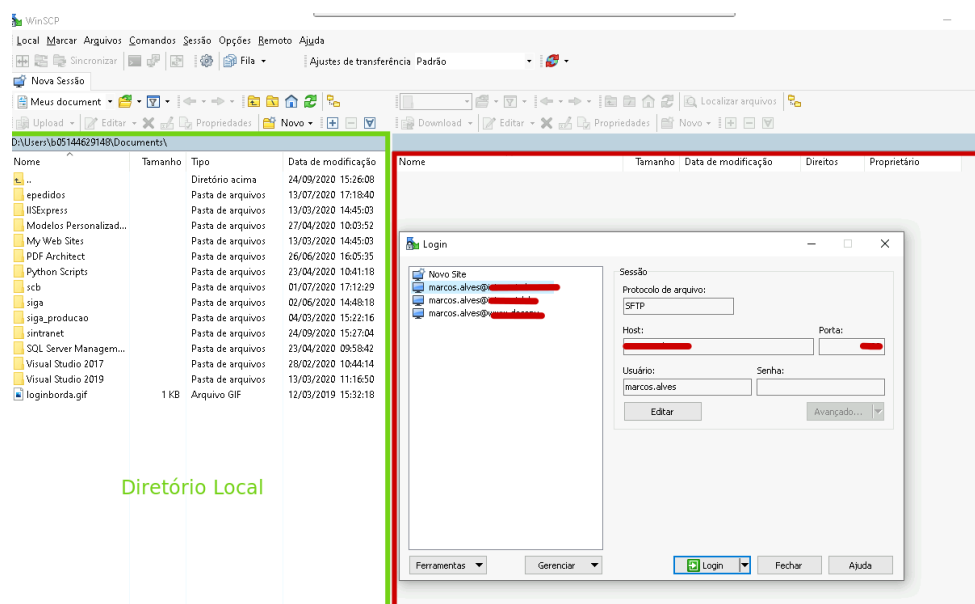 WinSCP
Local Marcar Arquivos Comandos Sessão Opções Remoto Ajuda
Sincronizar Fila Ajustes de transferência Padrão
Nova Sessão
Meus document Localizar arquivos
Upload Editar Propriedades Novo Download Editar Propriedades Novo
D:\Users\b05144629148\Documents\
Nome Tamanho Tipo Data de modificação Nome Tamanho Data de modificação Direitos Proprietário
.. Diretório acima 24/09/2020 15:26:08
epedidos Pasta de arquivos 13/07/2020 17:18:40
IISExpress Pasta de arquivos 13/03/2020 14:45:03
Modelos Personalizad... Pasta de arquivos 27/04/2020 10:03:52
My Web Sites Pasta de arquivos 13/03/2020 14:45:03
PDF Architect Pasta de arquivos 26/06/2020 16:05:35
Python Scripts Pasta de arquivos 23/04/2020 10:41:18
scb Pasta de arquivos 01/07/2020 17:12:29
siga Pasta de arquivos 02/06/2020 14:48:18
siga_producao Pasta de arquivos 04/03/2020 15:22:16
sintranet Pasta de arquivos 24/09/2020 15:27:04
SQL Server Managem... Pasta de arquivos 23/04/2020 09:58:42
Visual Studio 2017 Pasta de arquivos 28/02/2020 10:44:14
Visual Studio 2019 Pasta de arquivos 13/03/2020 11:16:50
loginborda.gif 1 KB Arquivo GIF 12/03/2019 15:32:18
Diretório Local
Login
Novo Site
marcos.alves@
marcos.alves@
marcos.alves@
Sessão
Protocolo de arquivo:
SFTP
Host: Porta:
Usuário: Senha:
marcos.alves
Editar Avançado...
Ferramentas Gerenciar Login Fechar Ajuda